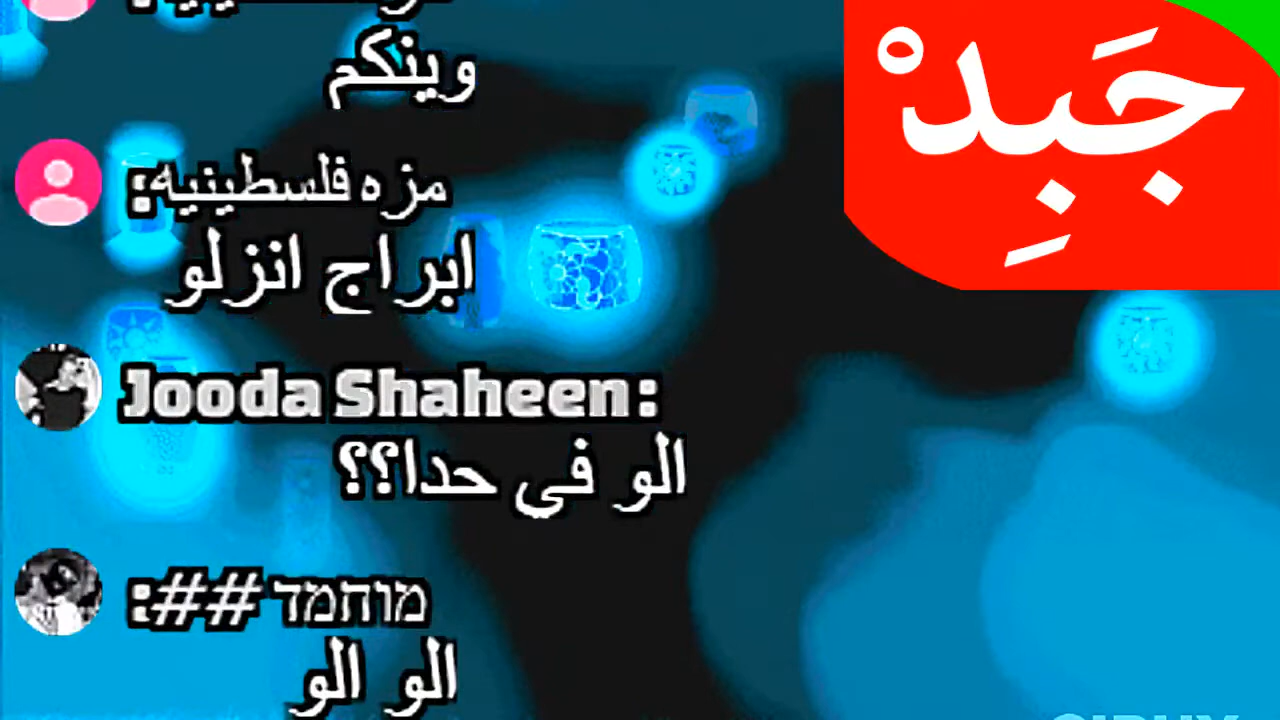 وينكم
جَبِدْ
مزه فلسطينيه:
ابراج انزلو
Jooda Shaheen:
الو في حدا؟؟
מוחמד ##:
الو الو